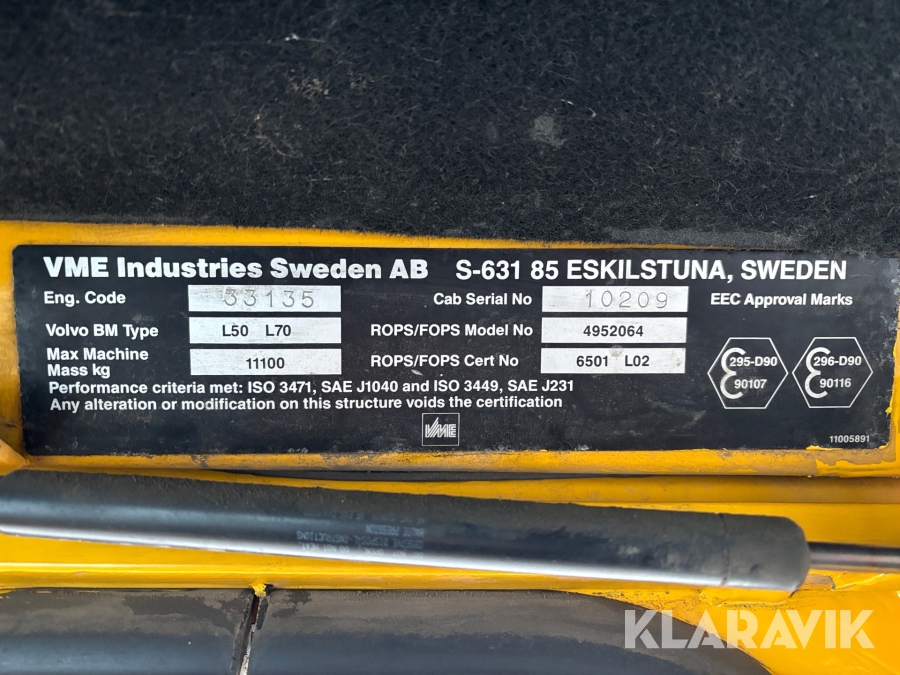 VME Industries Sweden AB S-631 85 ESKILSTUNA, SWEDEN
Eng. Code 33135 Cab Serial No 10209 EEC Approval Marks
Volvo BM Type L50 L70 ROPS/FOPS Model No 4952064
Max Machine Mass kg 11100 ROPS/FOPS Cert No 6501 L02
295-D90
90107
296-D90
90116
Performance criteria met: ISO 3471, SAE J1040 and ISO 3449, SAE J231
Any alteration or modification on this structure voids the certification
VME
11005891
KLARAVIK